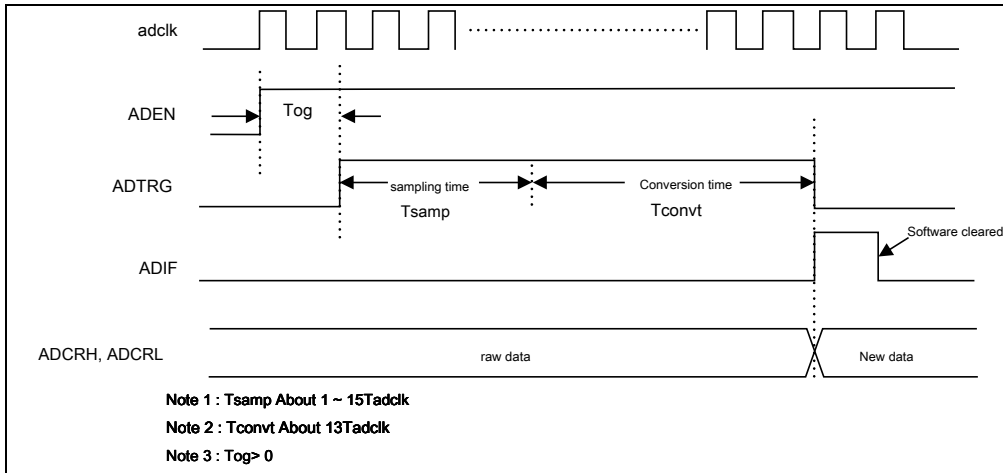 adclk
ADEN
Tog
ADTRG
sampling time
Conversion time
Tsamp
Tconvt
Software cleared
ADIF
ADCRH, ADCRL
raw data
New data
Note 1 : Tsamp About 1 ~ 15Tadclk
Note 2 : Tconvt About 13Tadclk
Note 3 : Tog> 0